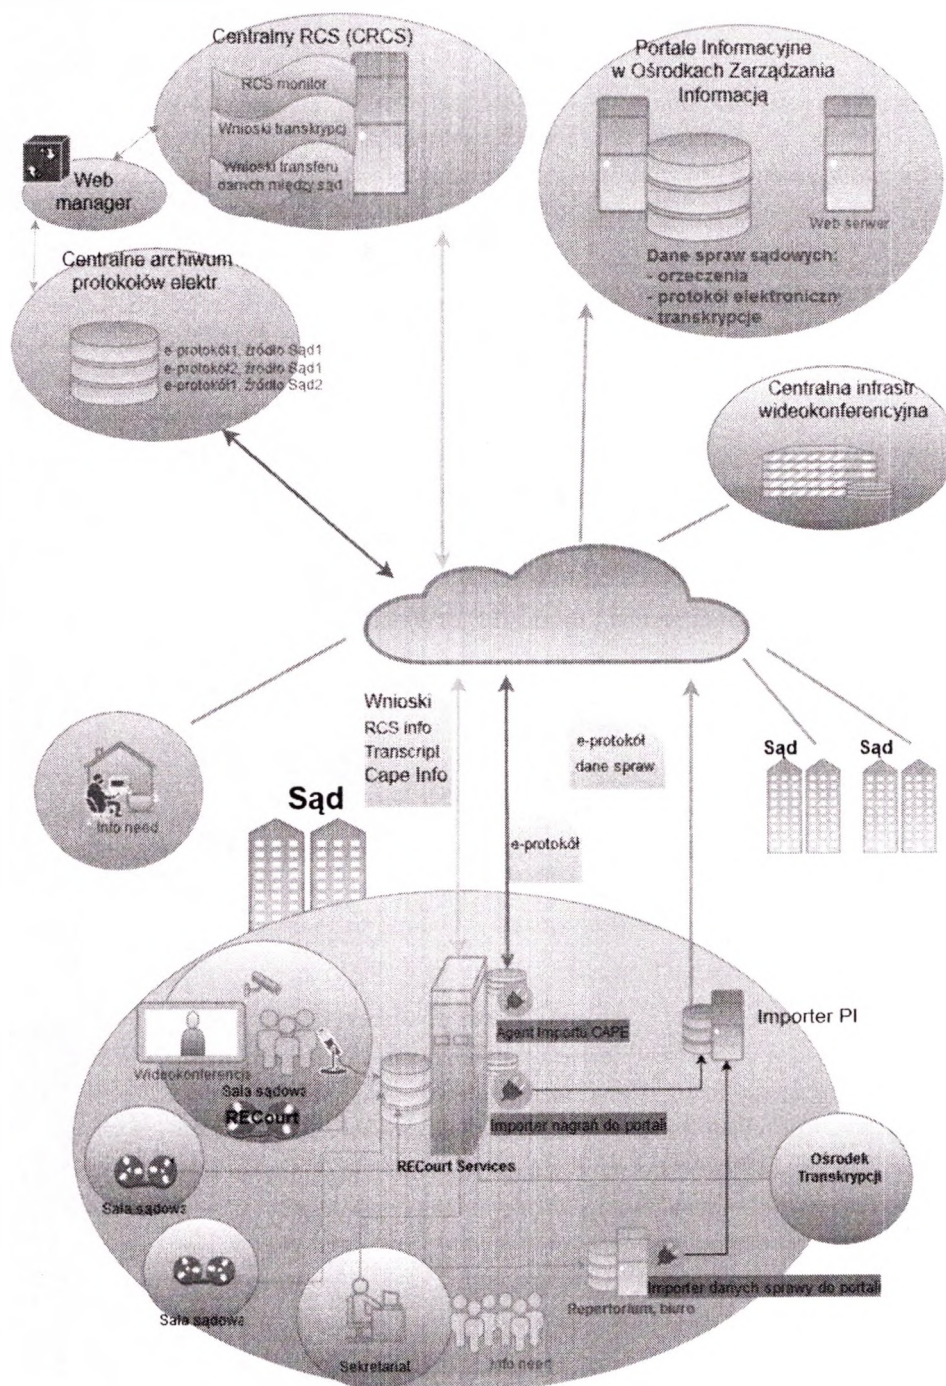 Centralny RCS (CRCS)
RCS monitor
Wnioski transkrypcj
Wnioski transferu
danych między sąd
Portale Informacyjne
w Ośrodkach Zarządzania
Informacją
Web serwer
Dane spraw sądowych:
- orzeczenia
- protokół elektroniczny
- transkrypcje
Web
manager
Centralne archiwum
protokołów elektr.
e-protokół1, źródło Sąd1
e-protokół2, źródło Sąd1
e-protokół1, źródło Sąd2
Centralna infrastr
wideokonferencyjna
Wnioski
RCS info
Transcript
Cape Info
e-protokół
dane spraw
Sąd
Sąd
Info need
Sąd
e-protokół
Wideokonferencja
Sala sądowa
RECourt
Agent Importu CAPE
Importer PI
Importer nagrań do portali
RECourt Services
Ośrodek
Transkrypcji
Sala sądowa
Sala sądowa
Importer danych sprawy do portali
Repertorium, biuro
Sekretariat
Info need